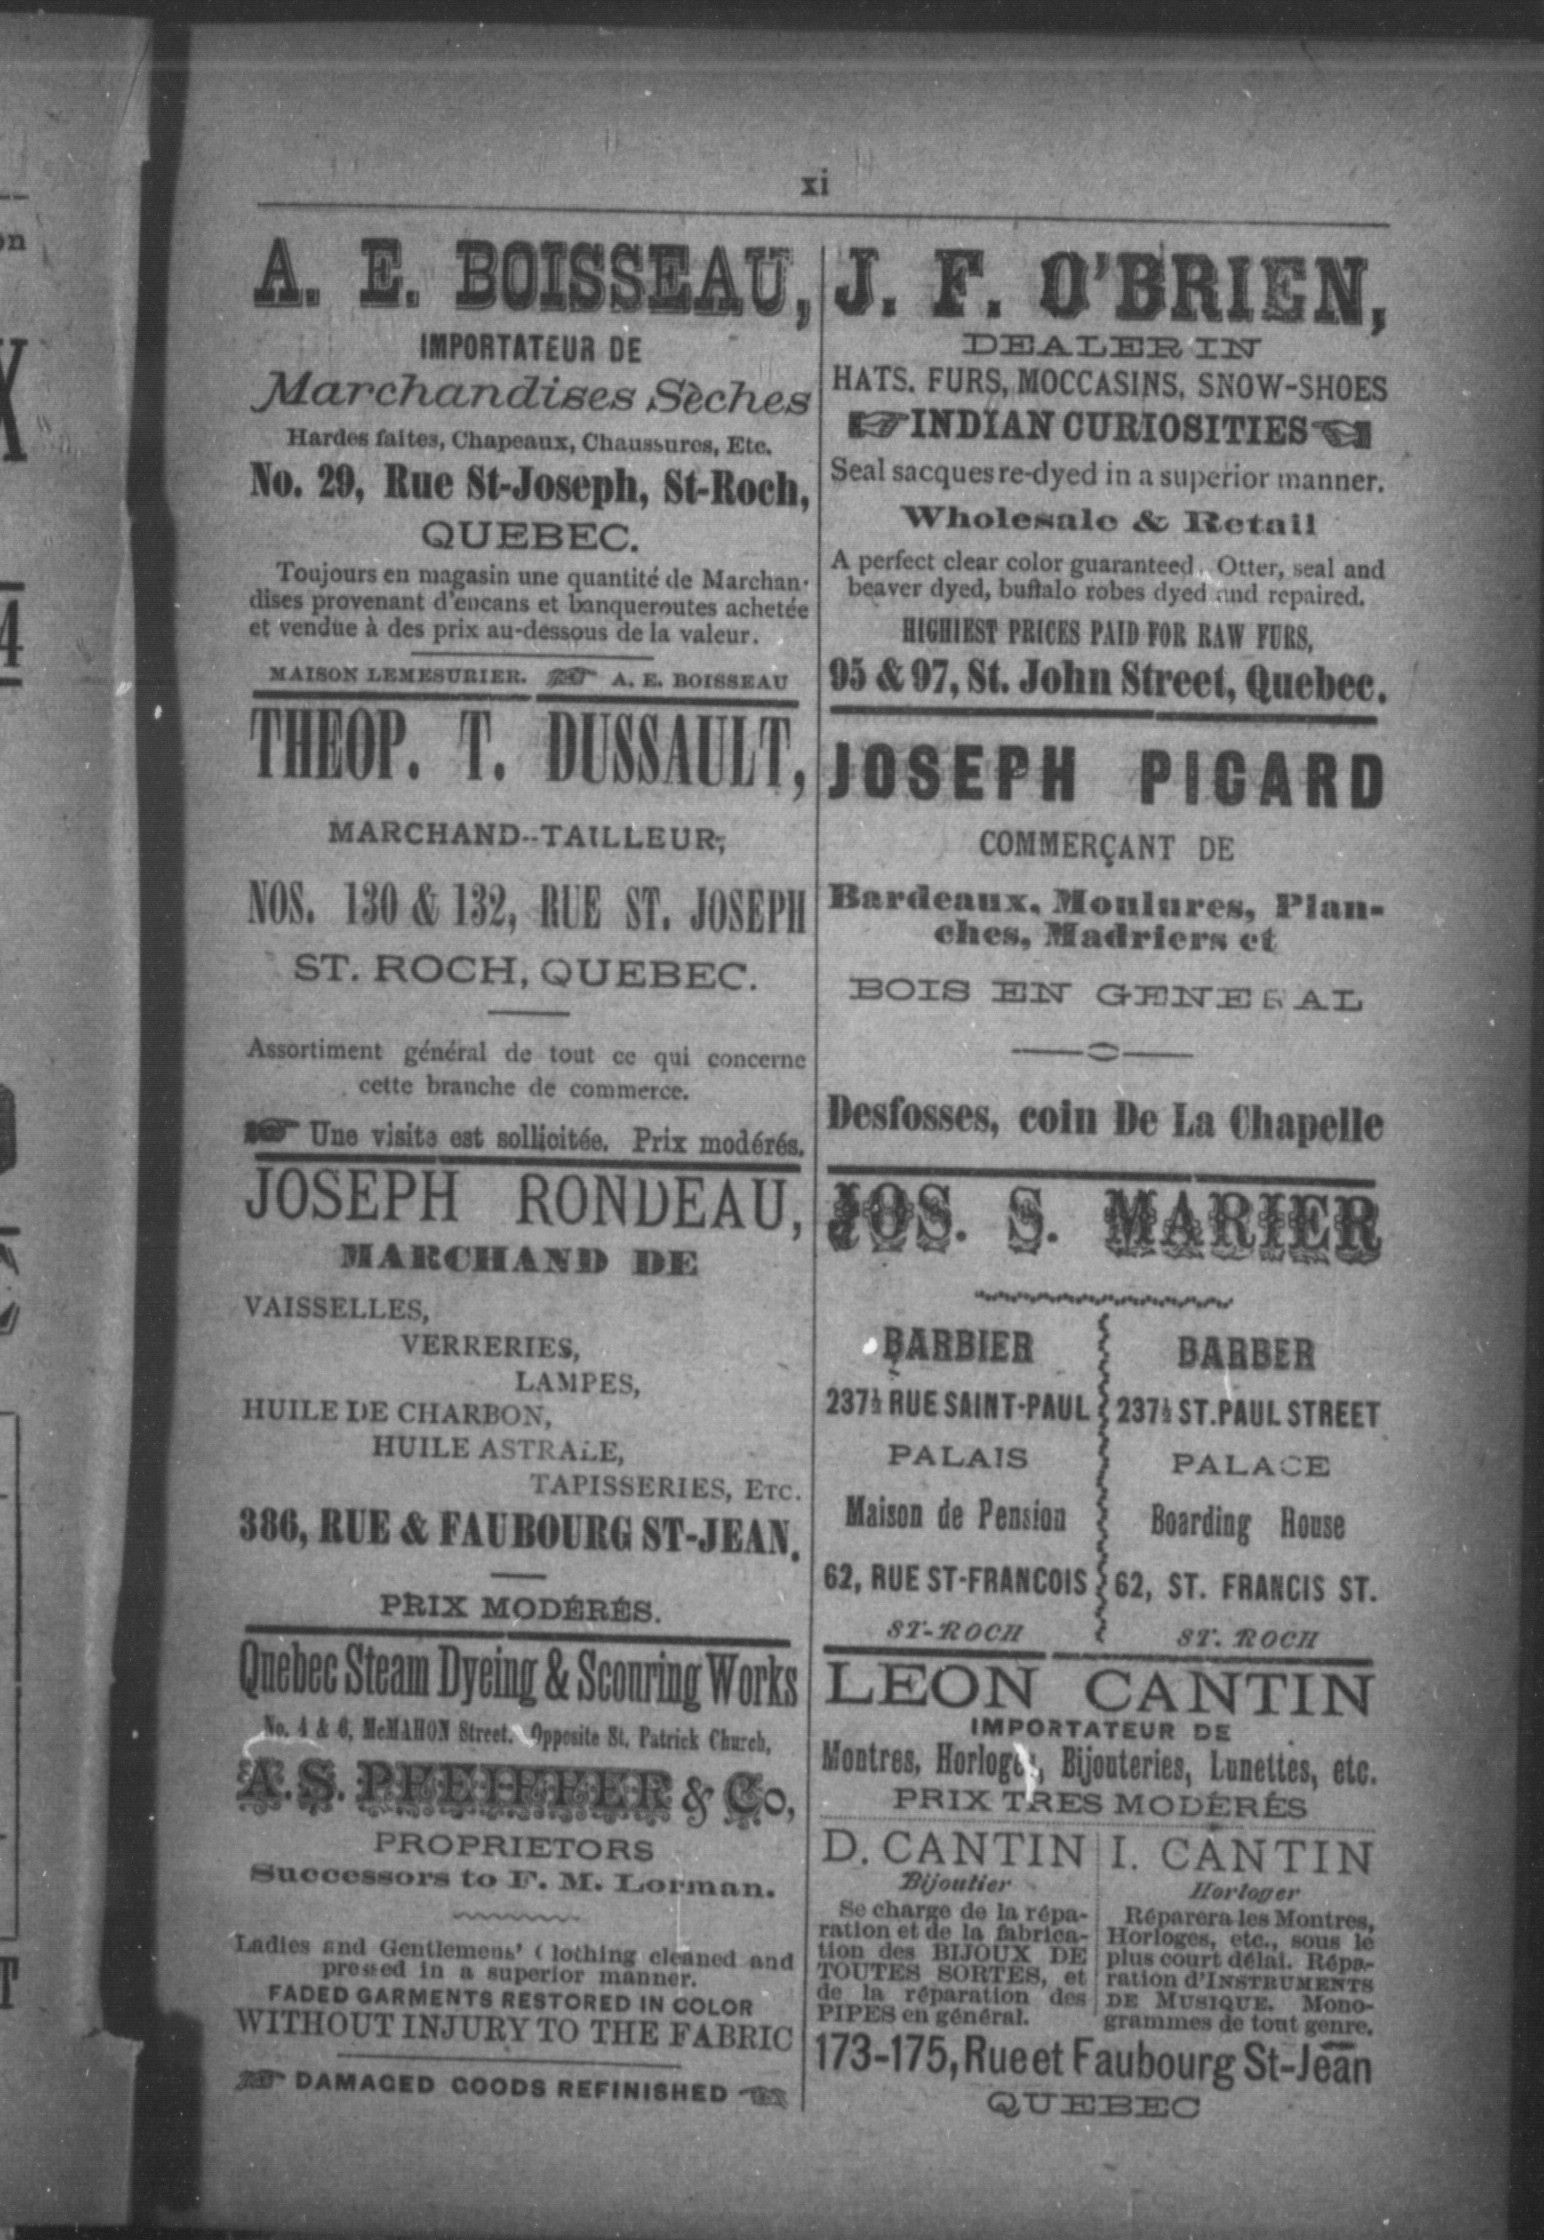 xi
A. E. BOISSEAU,
IMPORTATEUR DE
Marchandises Sèches
Hardes faites, Chapeaux, Chaussures, Etc.
No. 29, Rue St-Joseph, St-Roch,
QUEBEC.
Toujours en magasin une quantité de Marchan-
dises provenant d'encans et banqueroutes achetée
et vendue à des prix au-dessous de la valeur.
MAISON LEMESURIER. A. E. BOISSEAU
THEOP. T. DUSSAULT,
MARCHAND--TAILLEUR,
NOS. 130 & 132, RUE ST. JOSEPH
ST. ROCH, QUEBEC.
Assortiment général de tout ce qui concerne
cette branche de commerce.
Une visite est sollicitée. Prix modérés.
JOSEPH RONDEAU,
MARCHAND DE
VAISSELLES,
VERRERIES,
LAMPES,
HUILE DE CHARBON,
HUILE ASTRALE,
TAPISSERIES, ETC.
386, RUE & FAUBOURG ST-JEAN.
PRIX MODÉRÉS.
Quebec Steam Dyeing & Scouring Works
No. 4 & 6, McMAHON Street. Opposite St. Patrick Church,
A. S. PFEIFFER & Co,
PROPRIETORS
Successors to F. M. Lorman.
Ladies and Gentlemens' Clothing cleaned and
pressed in a superior manner.
FADED GARMENTS RESTORED IN COLOR
WITHOUT INJURY TO THE FABRIC
DAMAGED GOODS REFINISHED
J. F. O'BRIEN,
DEALER IN
HATS. FURS, MOCCASINS, SNOW-SHOES
INDIAN CURIOSITIES
Seal sacques re-dyed in a superior manner.
Wholesale & Retail
A perfect clear color guaranteed. Otter, seal and
beaver dyed, buffalo robes dyed and repaired.
HIGHIEST PRICES PAID FOR RAW FURS,
95 & 97, St. John Street, Quebec.
JOSEPH PICARD
COMMERÇANT DE
Bardeaux, Moulures, Plan-
ches, Madriers et
BOIS EN GENERAL
Desfosses, coin De La Chapelle
JOS. S. MARIER
BARBIER
237½ RUE SAINT-PAUL
PALAIS
Maison de Pension
62, RUE ST-FRANCOIS
ST-ROCH
BARBER
237½ ST. PAUL STREET
PALACE
Boarding House
62, ST. FRANCIS ST.
ST. ROCH
LEON CANTIN
IMPORTATEUR DE
Montres, Horloges, Bijouteries, Lunettes, etc.
PRIX TRES MODÉRÉS
D. CANTIN
Bijoutier
Se charge de la répa-
ration et de la fabrica-
tion des BIJOUX DE
TOUTES SORTES, et
de la réparation des
PIPES en général.
I. CANTIN
Horloger
Réparera les Montres,
Horloges, etc., sous le
plus court délai. Répa-
ration d'INSTRUMENTS
DE MUSIQUE. Mono-
grammes de tout genre.
173-175, Rue et Faubourg St-Jean
QUEBEC